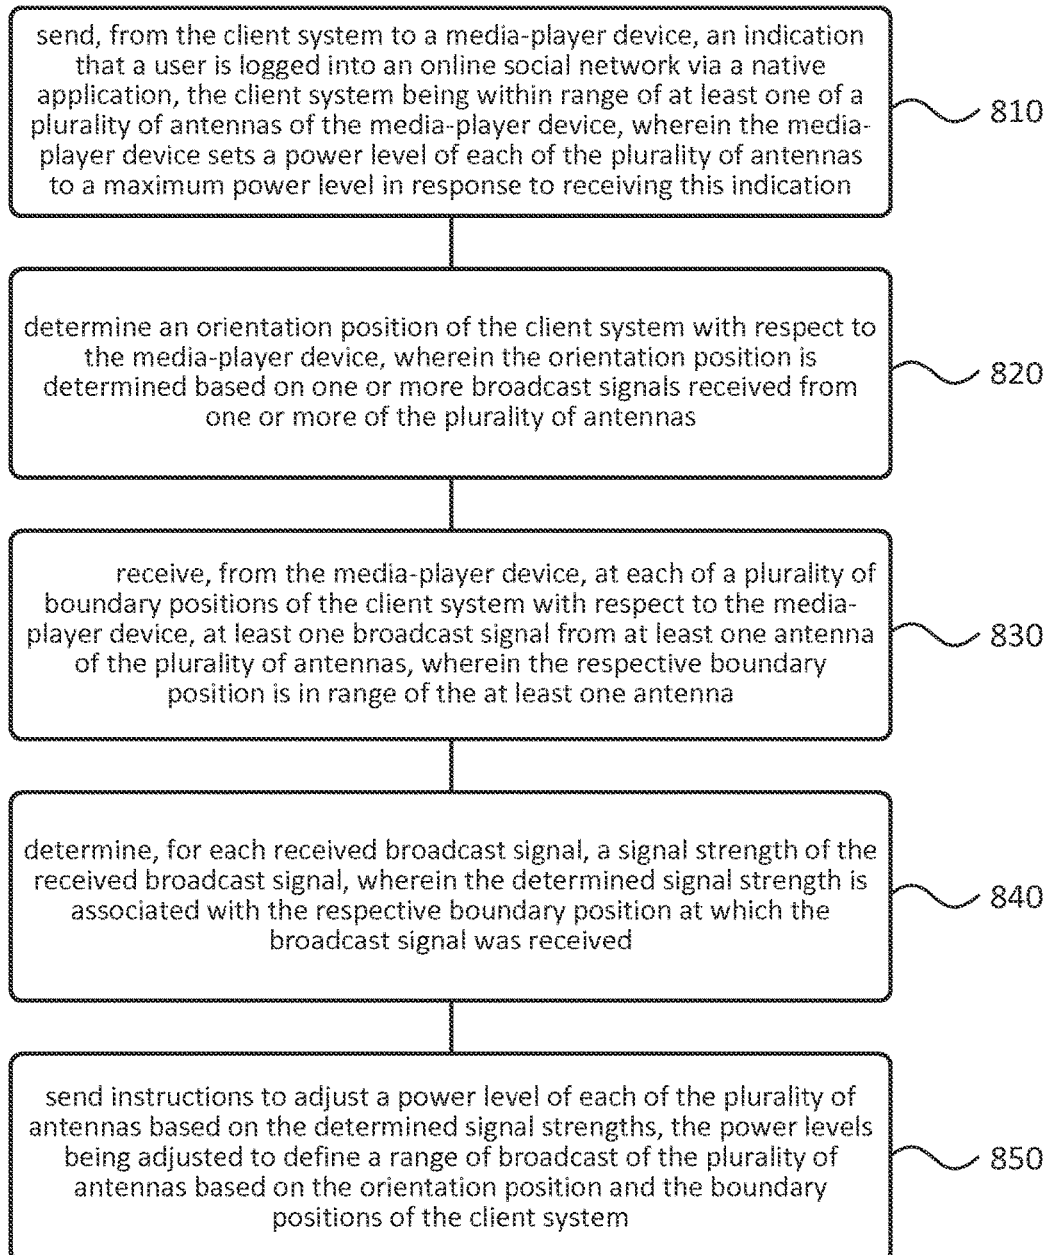 send, from the client system to a media-player device, an indication
that a user is logged into an online social network via a native
application, the client system being within range of at least one of a
plurality of antennas of the media-player device, wherein the media-
player device sets a power level of each of the plurality of antennas
to a maximum power level in response to receiving this indication
810
determine an orientation position of the client system with respect to
the media-player device, wherein the orientation position is
determined based on one or more broadcast signals received from
one or more of the plurality of antennas
820
receive, from the media-player device, at each of a plurality of
boundary positions of the client system with respect to the media-
player device, at least one broadcast signal from at least one antenna
of the plurality of antennas, wherein the respective boundary
position is in range of the at least one antenna
830
determine, for each received broadcast signal, a signal strength of the
received broadcast signal, wherein the determined signal strength is
associated with the respective boundary position at which the
broadcast signal was received
840
send instructions to adjust a power level of each of the plurality of
antennas based on the determined signal strengths, the power levels
being adjusted to define a range of broadcast of the plurality of
antennas based on the orientation position and the boundary
positions of the client system
850